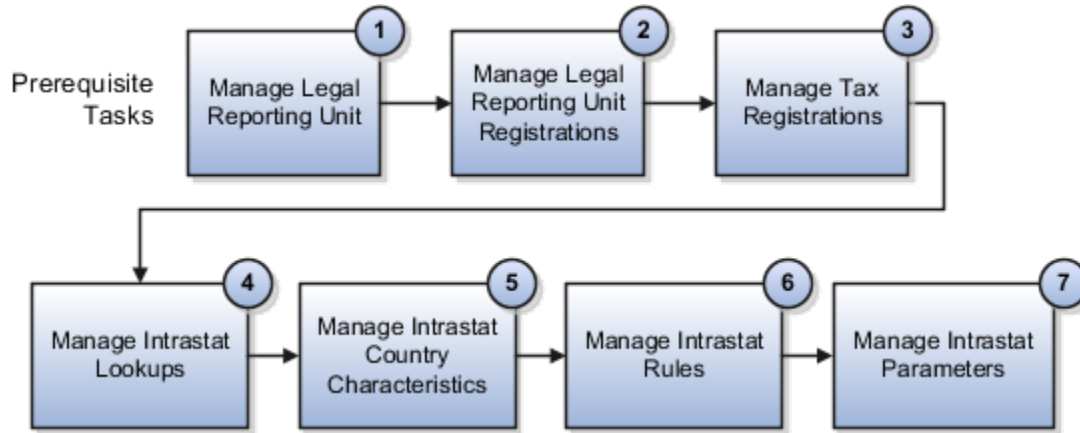 Prerequisite
Tasks
1
Manage Legal
Reporting Unit
2
Manage Legal
Reporting Unit
Registrations
3
Manage Tax
Registrations
4
Manage Intrastat
Lookups
5
Manage Intrastat
Country
Characteristics
6
Manage Intrastat
Rules
7
Manage Intrastat
Parameters